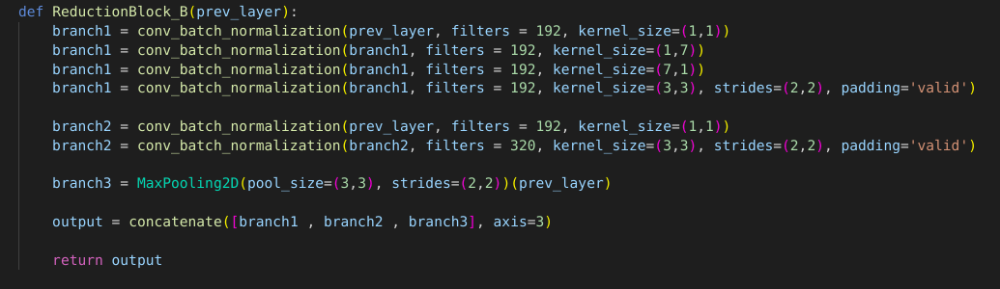 def ReductionBlock_B(prev_layer):
    branch1 = conv_batch_normalization(prev_layer, filters = 192, kernel_size=(1,1))
    branch1 = conv_batch_normalization(branch1, filters = 192, kernel_size=(1,7))
    branch1 = conv_batch_normalization(branch1, filters = 192, kernel_size=(7,1))
    branch1 = conv_batch_normalization(branch1, filters = 192, kernel_size=(3,3), strides=(2,2), padding='valid')

    branch2 = conv_batch_normalization(prev_layer, filters = 192, kernel_size=(1,1))
    branch2 = conv_batch_normalization(branch2, filters = 320, kernel_size=(3,3), strides=(2,2), padding='valid')

    branch3 = MaxPooling2D(pool_size=(3,3), strides=(2,2))(prev_layer)

    output = concatenate([branch1 , branch2 , branch3], axis=3)

    return output